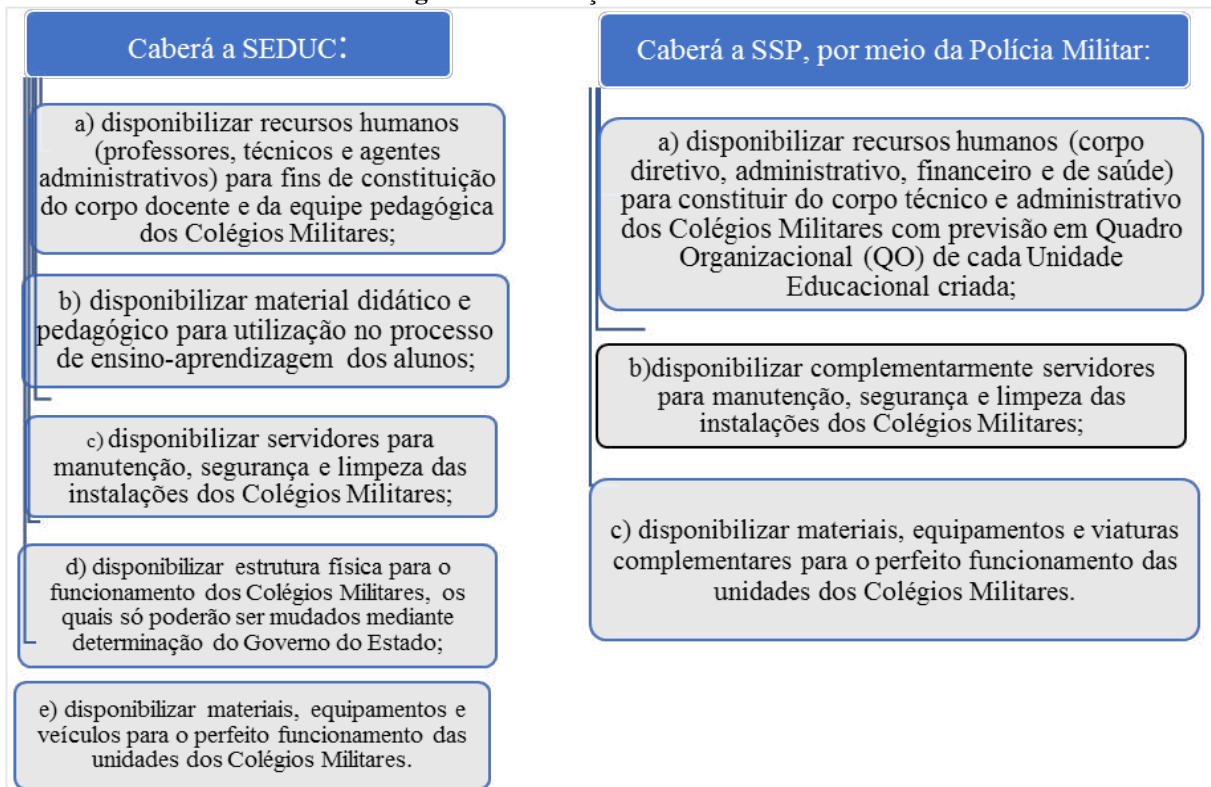 Caberá a SEDUC:
a) disponibilizar recursos humanos
(professores, técnicos e agentes
administrativos) para fins de constituição
do corpo docente e da equipe pedagógica
dos Colégios Militares;
b) disponibilizar material didático e
pedagógico para utilização no processo
de ensino-aprendizagem dos alunos;
c) disponibilizar servidores para
manutenção, segurança e limpeza das
instalações dos Colégios Militares;
d) disponibilizar estrutura física para o
funcionamento dos Colégios Militares, os
quais só poderão ser mudados mediante
determinação do Governo do Estado;
e) disponibilizar materiais, equipamentos e
veículos para o perfeito funcionamento das
unidades dos Colégios Militares.
Caberá a SSP, por meio da Polícia Militar:
a) disponibilizar recursos humanos (corpo
diretivo, administrativo, financeiro e de saúde)
para constituir do corpo técnico e administrativo
dos Colégios Militares com previsão em Quadro
Organizacional (QO) de cada Unidade
Educacional criada;
b)disponibilizar complementarmente servidores
para manutenção, segurança e limpeza das
instalações dos Colégios Militares;
c) disponibilizar materiais, equipamentos e viaturas
complementares para o perfeito funcionamento das
unidades dos Colégios Militares.